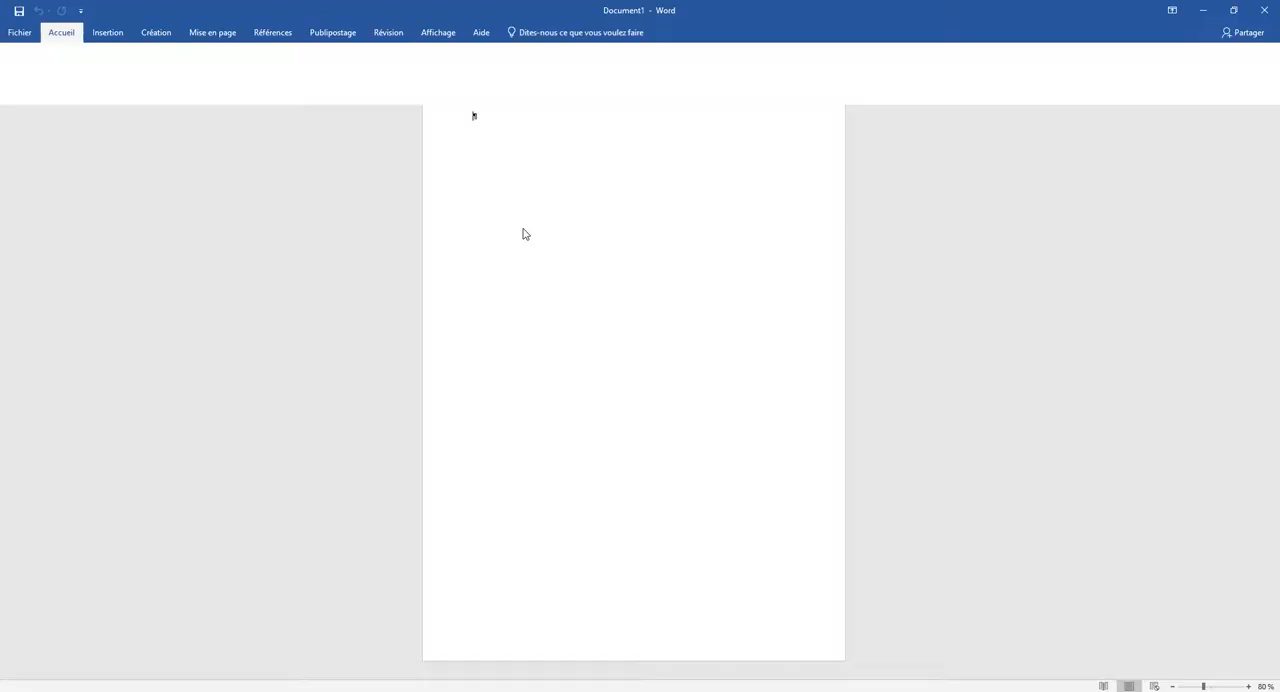 Document1 - Word
Fichier Accueil Insertion Création Mise en page Références Publipostage Révision Affichage Aide Dites-nous ce que vous voulez faire Partager
¶
80 %